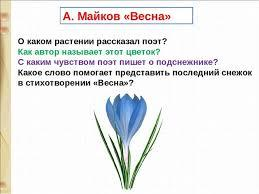 А. Майков «Весна»
О каком растении рассказал поэт?
Как автор называет этот цветок?
С каким чувством поэт пишет о подснежнике?
Какое слово помогает представить последний снежок
в стихотворении «Весна»?